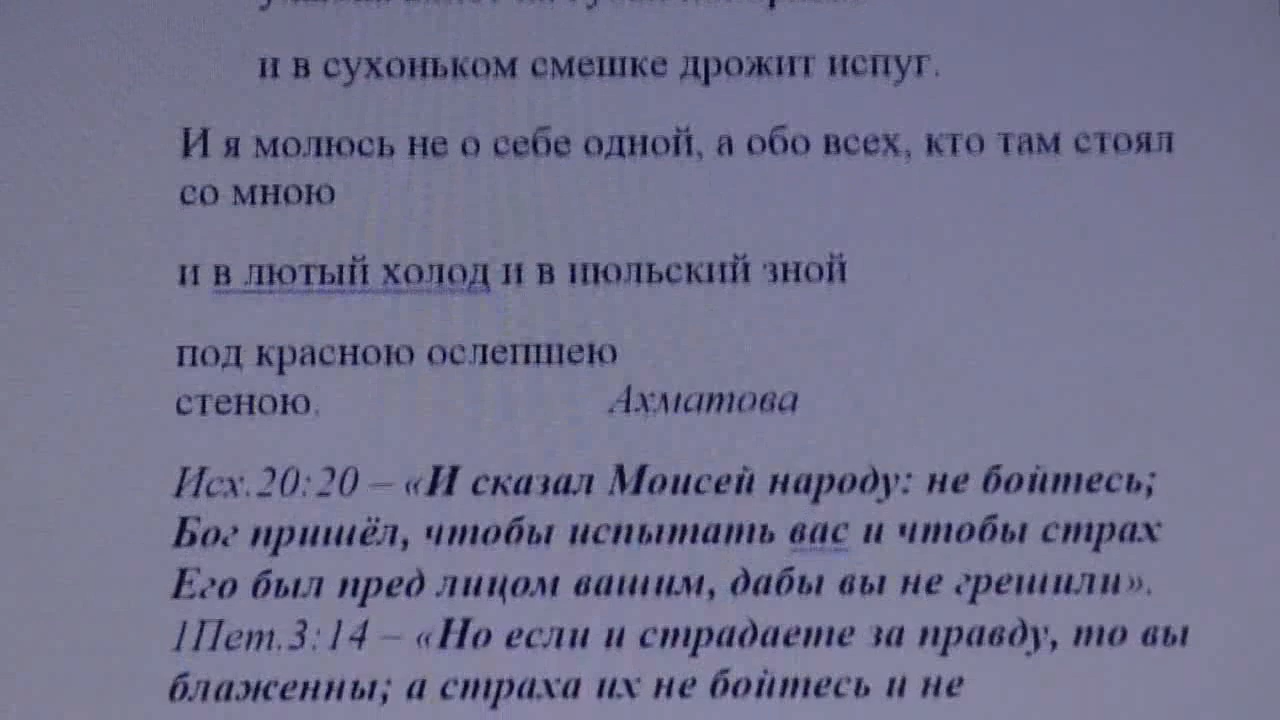 и в сухоньком смешке дрожит испуг.
И я молюсь не о себе одной, а обо всех, кто там стоял
со мною
и в лютый холод и в июльский зной
под красною ослепшею
стеною. Ахматова
Исх.20:20 – «И сказал Моисей народу: не бойтесь;
Бог пришёл, чтобы испытать вас и чтобы страх
Его был пред лицом вашим, дабы вы не грешили».
1Пет.3:14 – «Но если и страдаете за правду, то вы
блаженны; а страха их не бойтесь и не